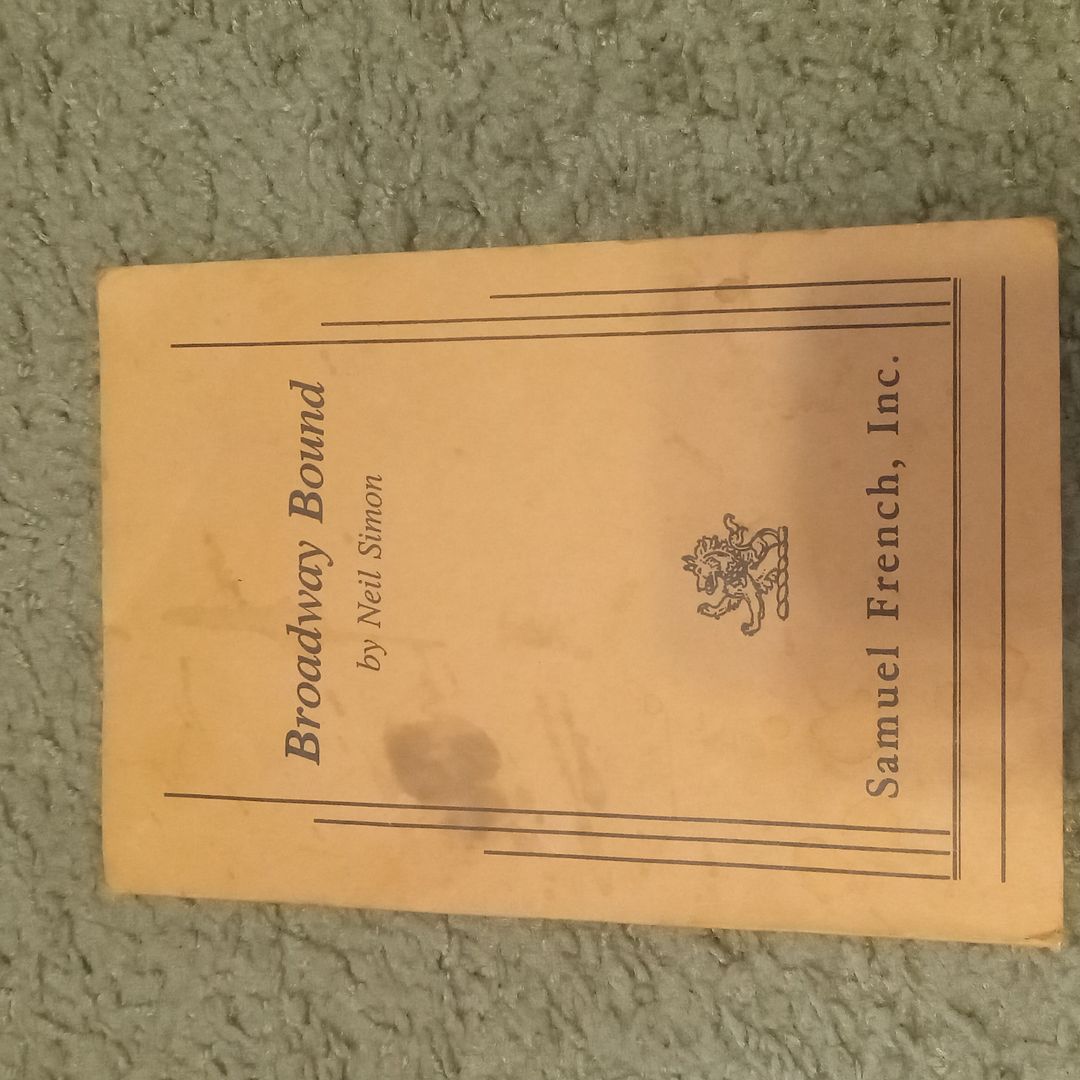 Broadway Bound
by Neil Simon
Samuel French, Inc.